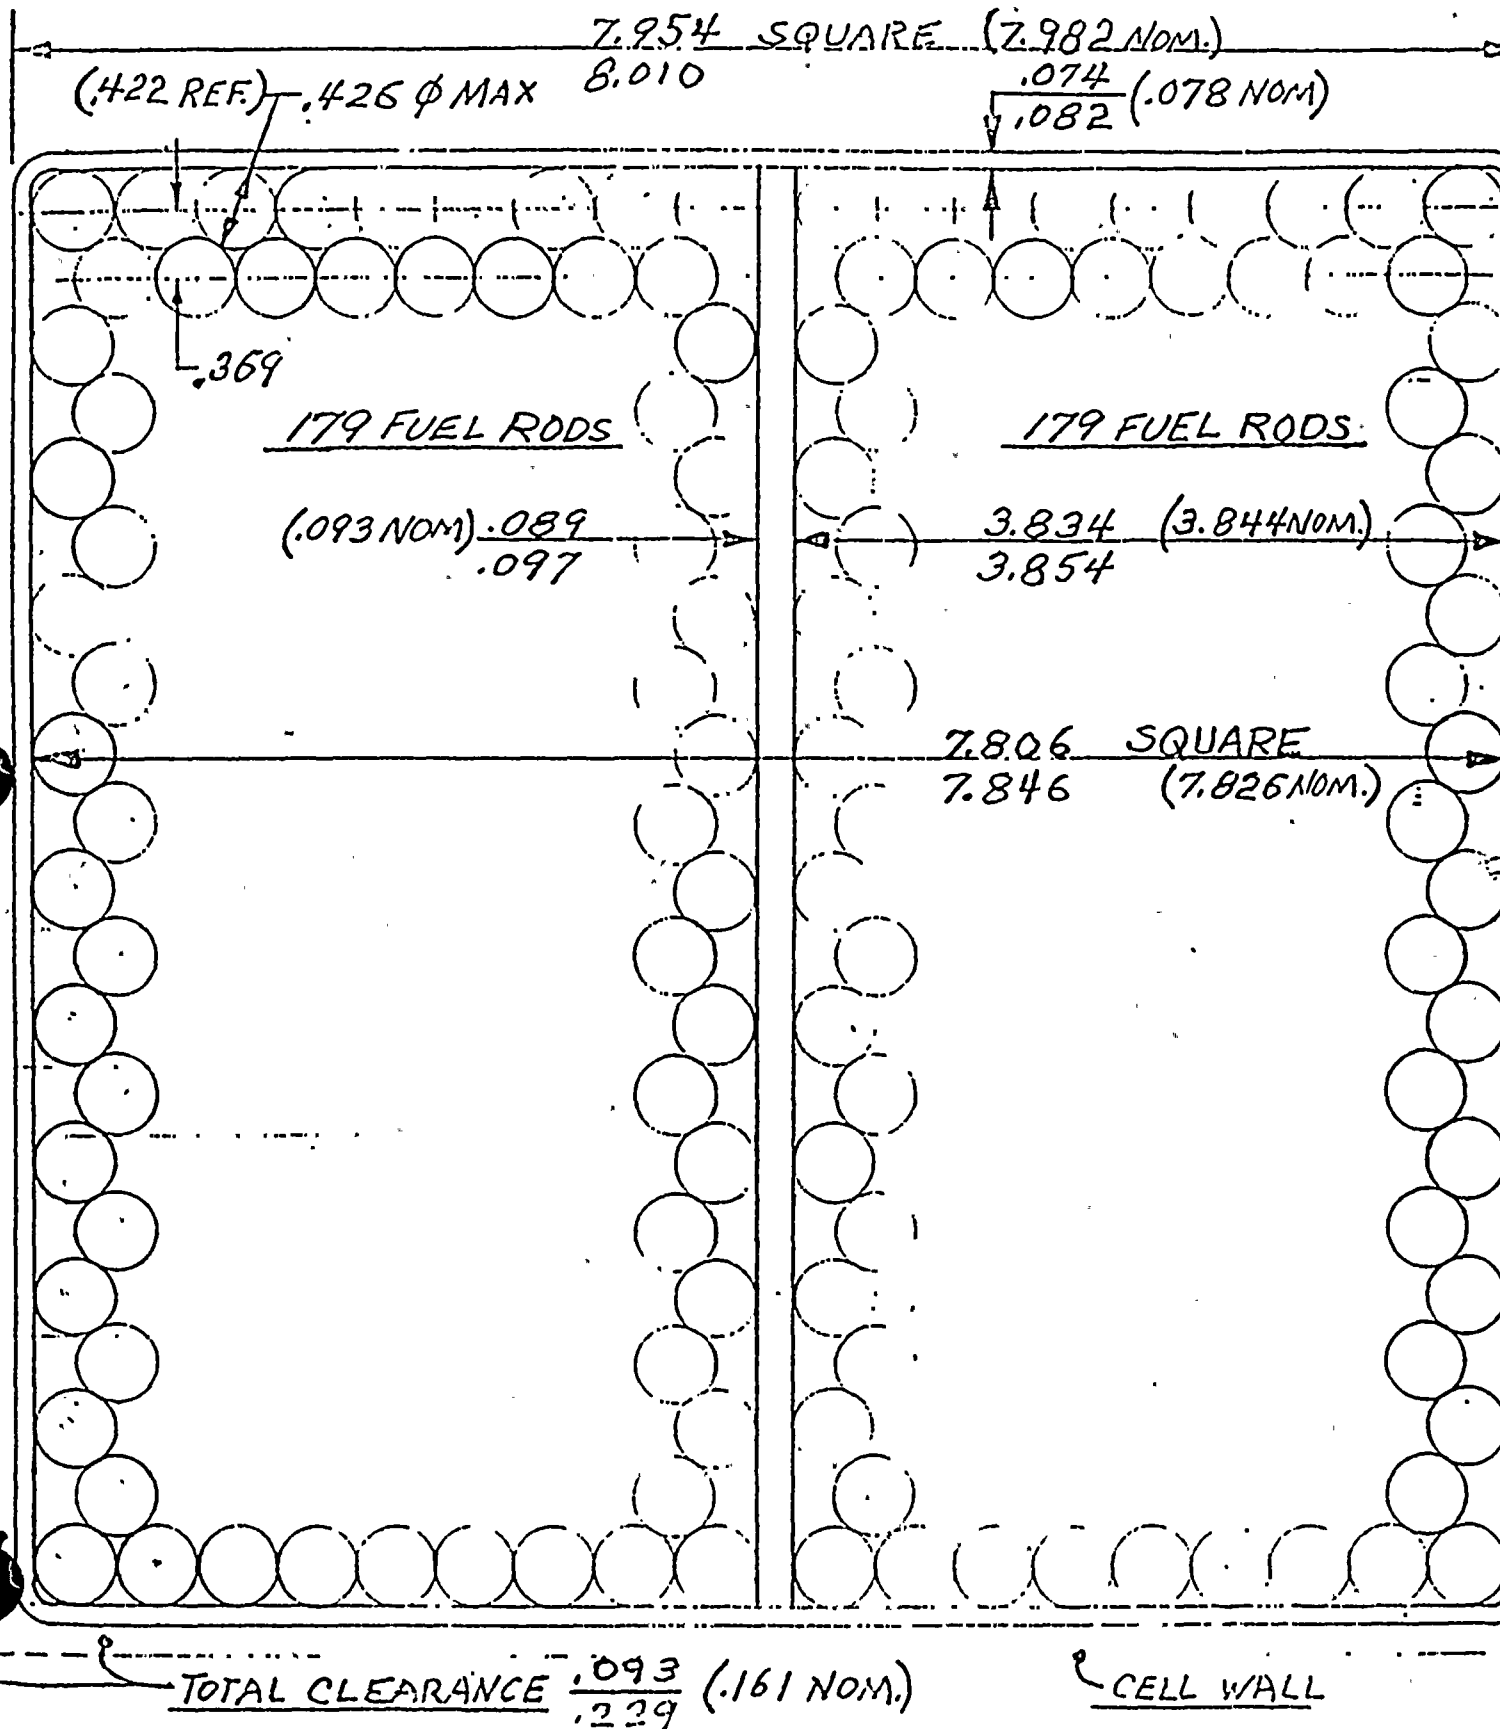 7.954 SQUARE (7.982 NOM.)
8.010
(.422 REF.) .426 φ MAX
.074 (.078 NOM)
.082
.369
179 FUEL RODS
179 FUEL RODS
(.093 NOM) .089
.097
3.834 (3.844 NOM.)
3.854
7.806 SQUARE
7.846 (7.826 NOM.)
TOTAL CLEARANCE .093 (.161 NOM.)
.229
CELL WALL